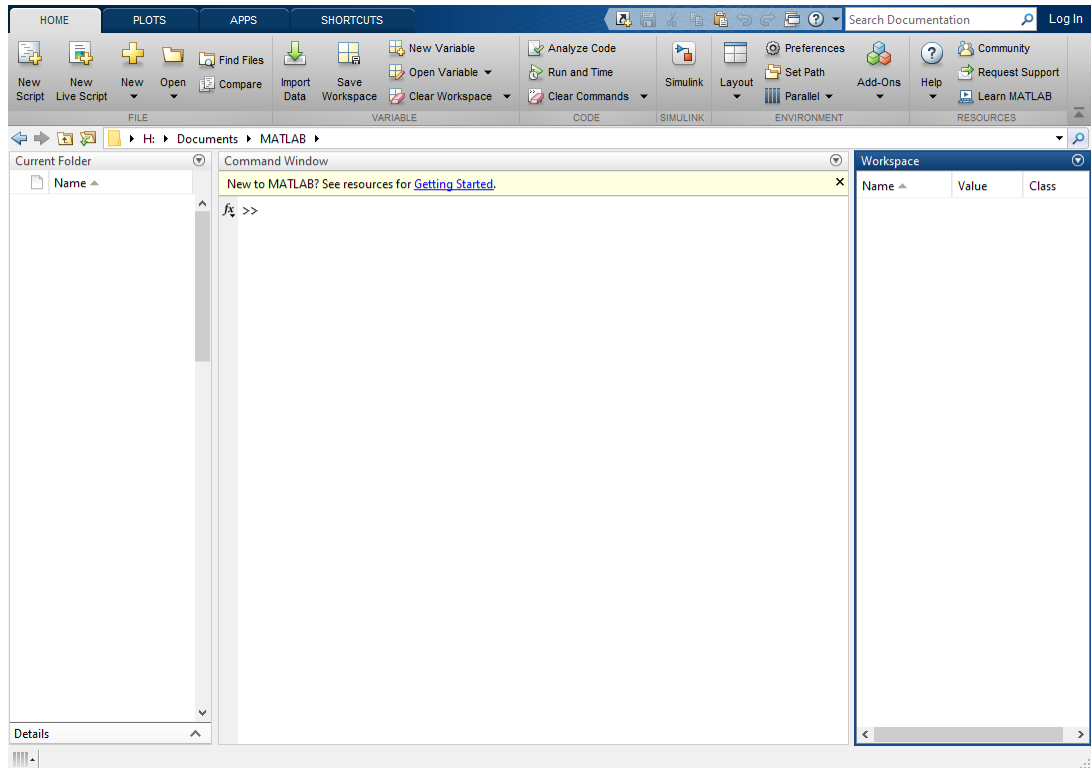 HOME PLOTS APPS SHORTCUTS Search Documentation Log In
New Script
New Live Script
New
Open
Find Files
Compare
Import Data
Save Workspace
New Variable
Open Variable
Clear Workspace
Analyze Code
Run and Time
Clear Commands
Simulink
Layout
Preferences
Set Path
Parallel
Add-Ons
Help
Community
Request Support
Learn MATLAB
FILE VARIABLE CODE SIMULINK ENVIRONMENT RESOURCES
H: Documents MATLAB
Current Folder
Name
Command Window
New to MATLAB? See resources for Getting Started.
fx >>
Workspace
Name Value Class
Details